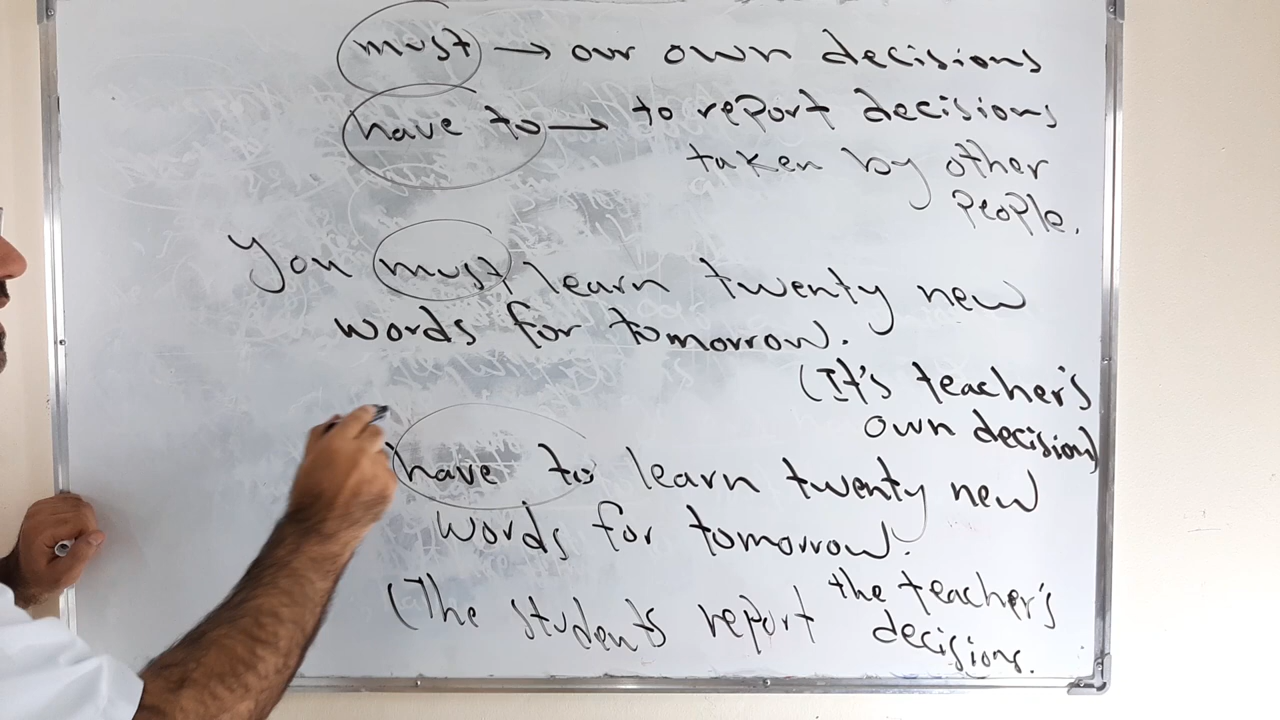 must → our own decisions
have to → to report decisions
taken by other
people.
You must learn twenty new
words for tomorrow.
(It's teacher's
own decision)
have to learn twenty new
words for tomorrow.
(The students report the teacher's
decisions.